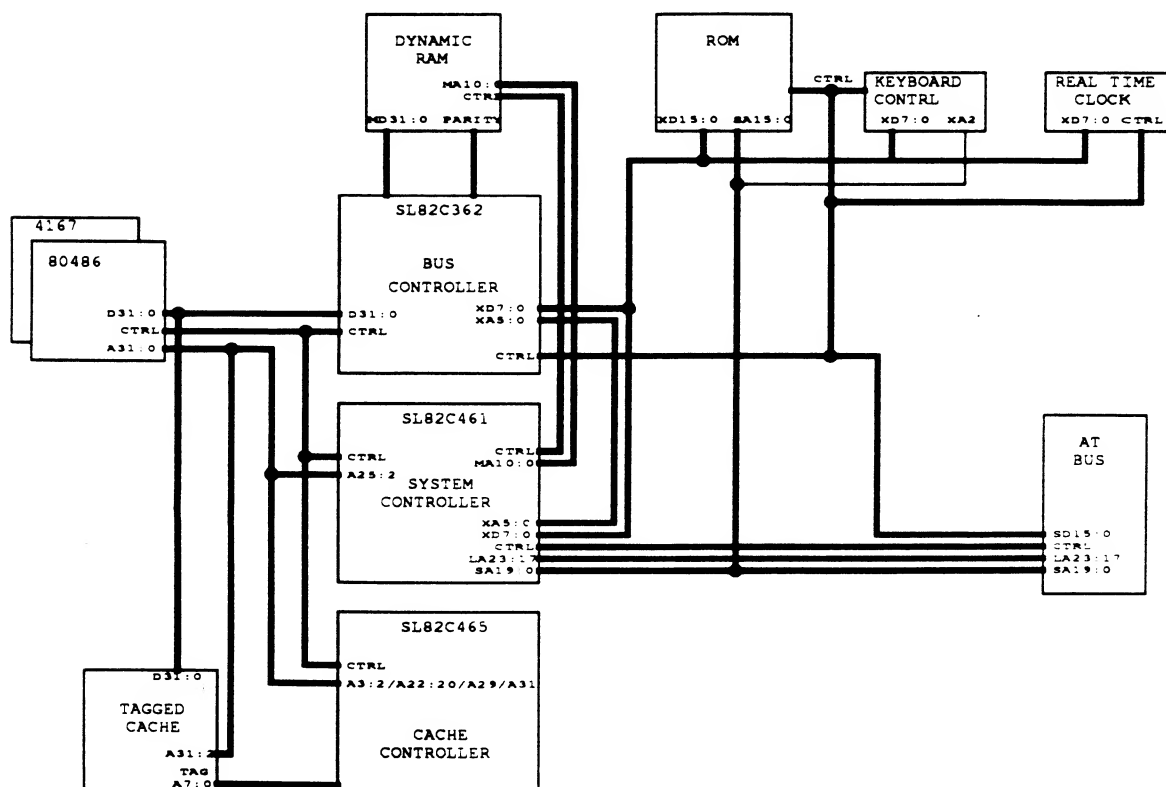 DYNAMIC
RAM
MA10:
CTRL
MD31:0 PARITY
ROM
XD15:0 SA15:0
CTRL
KEYBOARD
CONTRL
XD7:0 XA2
REAL TIME
CLOCK
XD7:0 CTRL
4167
80486
D31:0
CTRL
A31:0
SL82C362
BUS
CONTROLLER
D31:0
CTRL
XD7:0
XA5:0
CTRL
SL82C461
CTRL
A25:2
SYSTEM
CONTROLLER
CTRL
MA10:0
XA5:0
XD7:0
CTRL
LA23:17
SA19:0
AT
BUS
SD15:0
CTRL
LA23:17
SA19:0
SL82C465
CTRL
A3:2/A22:20/A29/A31
CACHE
CONTROLLER
D31:0
TAGGED
CACHE
A31:2
TAG
A7:0